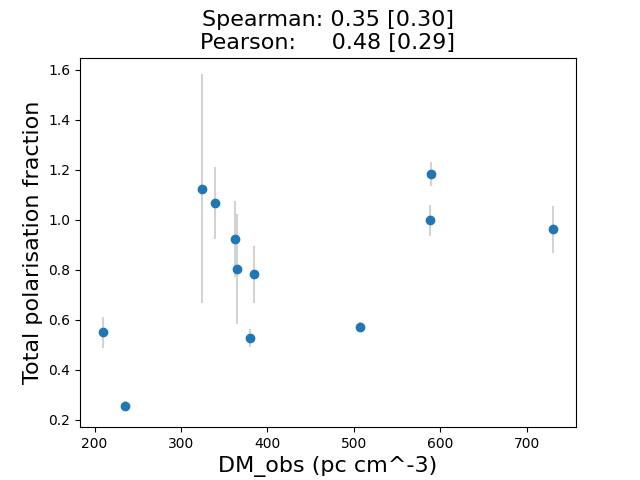 Spearman: 0.35 [0.30]
Pearson: 0.48 [0.29]
1.6
1.4
1.2
1.0
0.8
0.6
0.4
0.2
Total polarisation fraction
200 300 400 500 600 700
DM_obs (pc cm^-3)